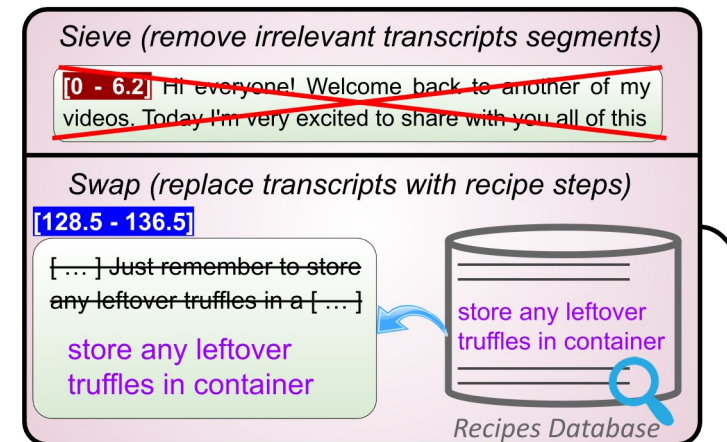 Sieve (remove irrelevant transcripts segments)
[0 - 6.2] Hi everyone! Welcome back to another of my
videos. Today I'm very excited to share with you all of this
Swap (replace transcripts with recipe steps)
[128.5 - 136.5]
[ ... ] Just remember to store
any leftover truffles in a [ ... ]
store any leftover
truffles in container
store any leftover
truffles in container
Recipes Database